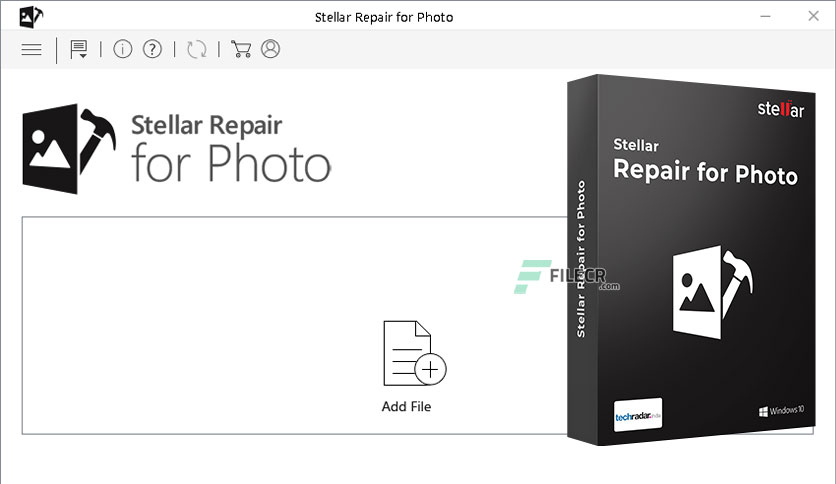 Stellar Repair for Photo
Stellar Repair
for Photo
Add File
FILECR
.com
stellar
Stellar
Repair for Photo
Stellar Repair for Photo
techradar.india
Windows 10